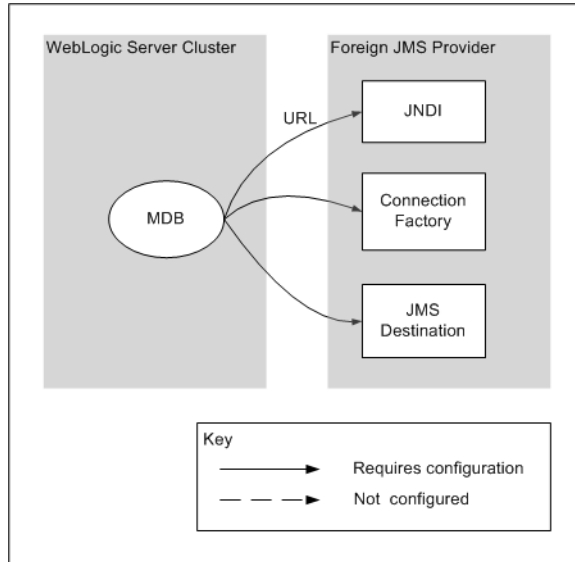 WebLogic Server Cluster
Foreign JMS Provider
URL
JNDI
MDB
Connection
Factory
JMS
Destination
Key
Requires configuration
Not configured